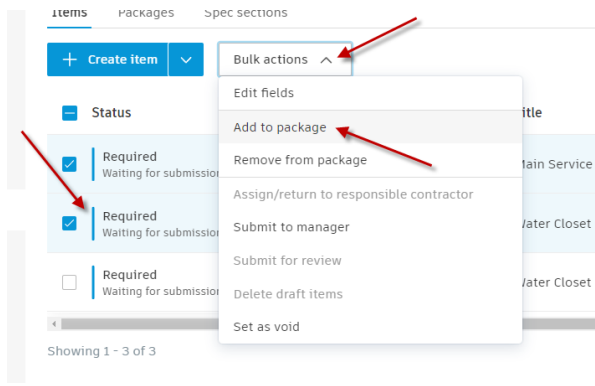 Items Packages Spec sections
Create item Bulk actions
Edit fields
Status
Add to package
Required
Waiting for submission
Remove from package
Main Service
Assign/return to responsible contractor
Required
Waiting for submission
Submit to manager
Water Closet
Submit for review
Required
Waiting for submission
Water Closet
Delete draft items
Set as void
Showing 1 - 3 of 3